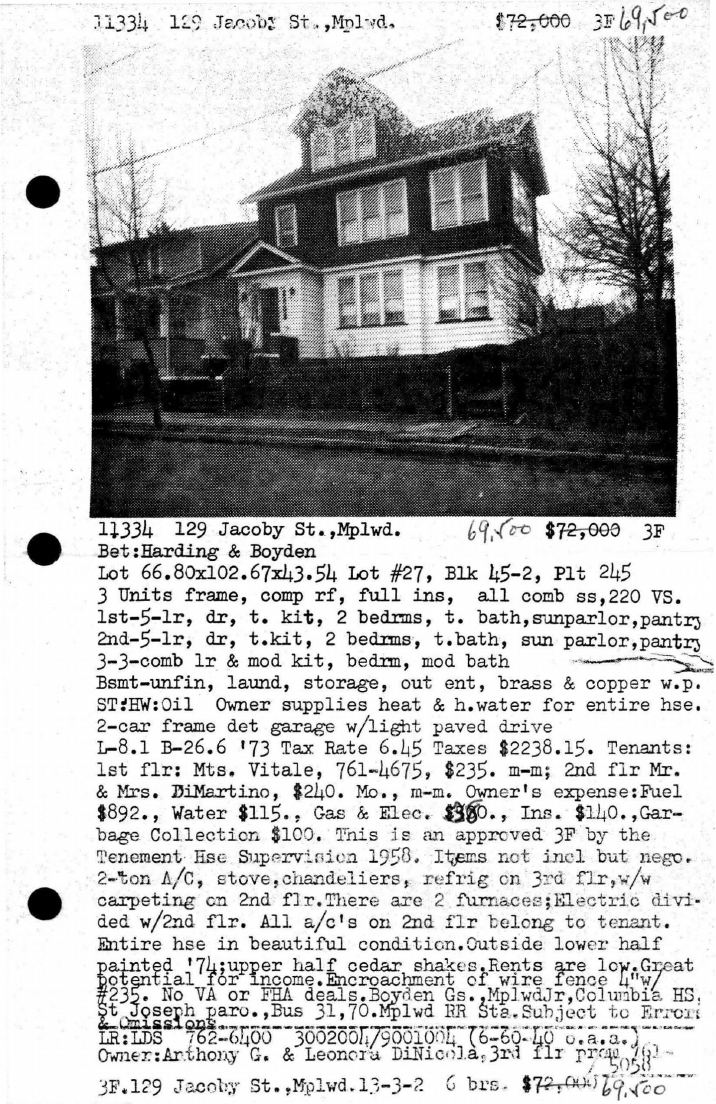 11334 129 Jacoby St.,Mplwd. $72,000 3F 69,500
11334 129 Jacoby St.,Mplwd. 69,500 $72,000 3F
Bet:Harding & Boyden
Lot 66.80x102.67x43.54 Lot #27, Blk 45-2, Plt 245
3 Units frame, comp rf, full ins, all comb ss,220 VS.
1st-5-lr, dr, t. kit, 2 bedrms, t. bath,sunparlor,pantry
2nd-5-lr, dr, t.kit, 2 bedrms, t.bath, sun parlor,pantry
3-3-comb lr & mod kit, bedrm, mod bath
Bsmt-unfin, laund, storage, out ent, brass & copper w.p.
ST:HW:Oil Owner supplies heat & h.water for entire hse.
2-car frame det garage w/light paved drive
L-8.1 B-26.6 '73 Tax Rate 6.45 Taxes $2238.15. Tenants:
1st flr: Mts. Vitale, 761-4675, $235. m-m; 2nd flr Mr.
& Mrs. DiMartino, $240. Mo., m-m. Owner's expense:Fuel
$892., Water $115., Gas & Elec. Ins. $140.,Gar-
bage Collection $100. This is an approved 3F by the
Tenement Hse Supervision 1958. Items not incl but nego.
2-ton A/C, stove,chandeliers, refrig on 3rd flr,w/w
carpeting on 2nd flr.There are 2 furnaces;Electric divi-
ded w/2nd flr. All a/c's on 2nd flr belong to tenant.
Entire hse in beautiful condition.Outside lower half
painted '74;upper half cedar shakes.Rents are low.Great
potential for income.Encroachment of wire fence 4"w/
#235. No VA or FHA deals.Boyden Gs.,MplwdJr,Columbia HS,
St Joseph paro.,Bus 31,70.Mplwd RR Sta.Subject to Errors
& Omissions.
LR:LDS 762-6400 3002004/9001004 (6-60-40 o.a.a.)
Owner:Anthony G. & Leonora DiNicola,3rd flr prem 761-
5058
3F.129 Jacoby St.,Mplwd.13-3-2 6 brs. $72,000 69,500